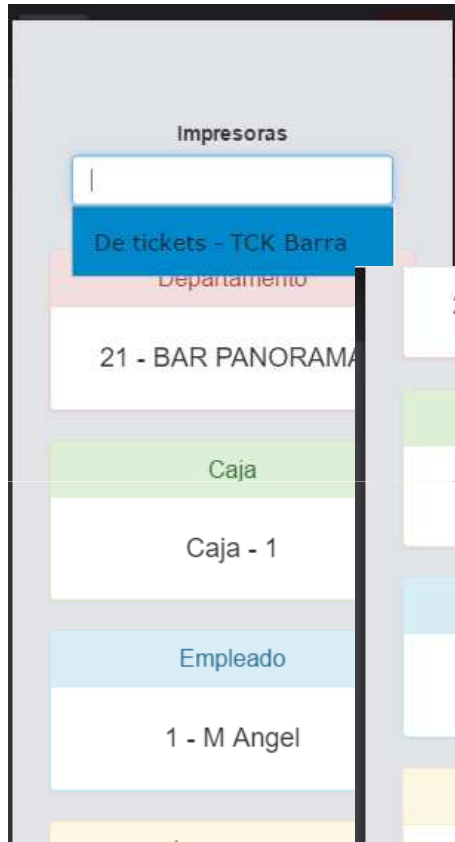 Impresoras
De tickets - TCK Barra
Departamento
21 - BAR PANORAMA
Caja
Caja - 1
Empleado
1 - M Angel